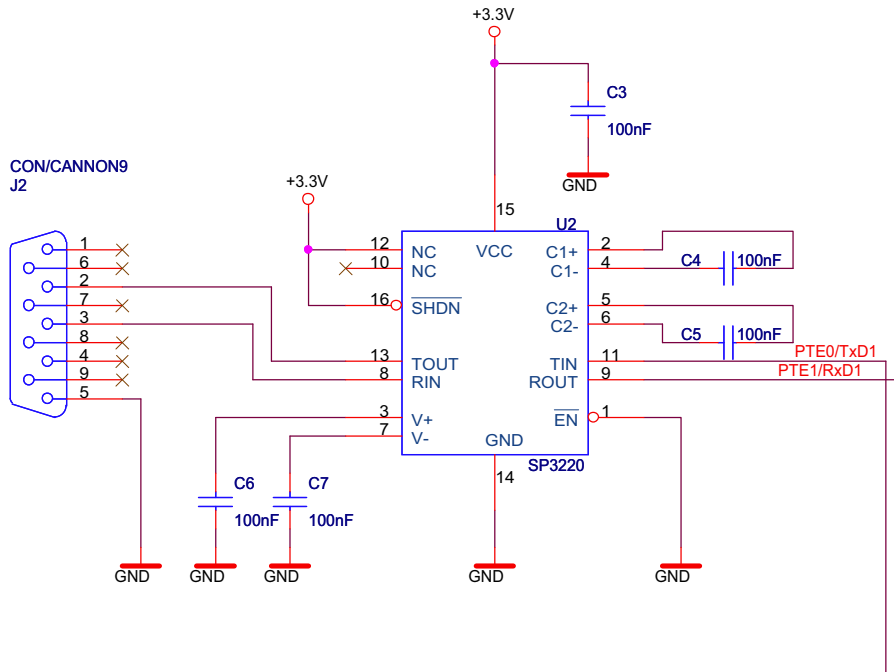 +3.3V
C3
100nF
GND
CON/CANNON9
J2
+3.3V
15
U2
1
6
2
7
3
8
4
9
5
12
10
16
13
8
3
7
NC
NC
SHDN
TOUT
RIN
V+
V-
VCC
GND
C1+
C1-
C2+
C2-
TIN
ROUT
EN
2
4
5
6
11
9
1
C4
100nF
C5
100nF
PTE0/TxD1
PTE1/RxD1
SP3220
14
C6
100nF
C7
100nF
GND
GND
GND
GND
GND